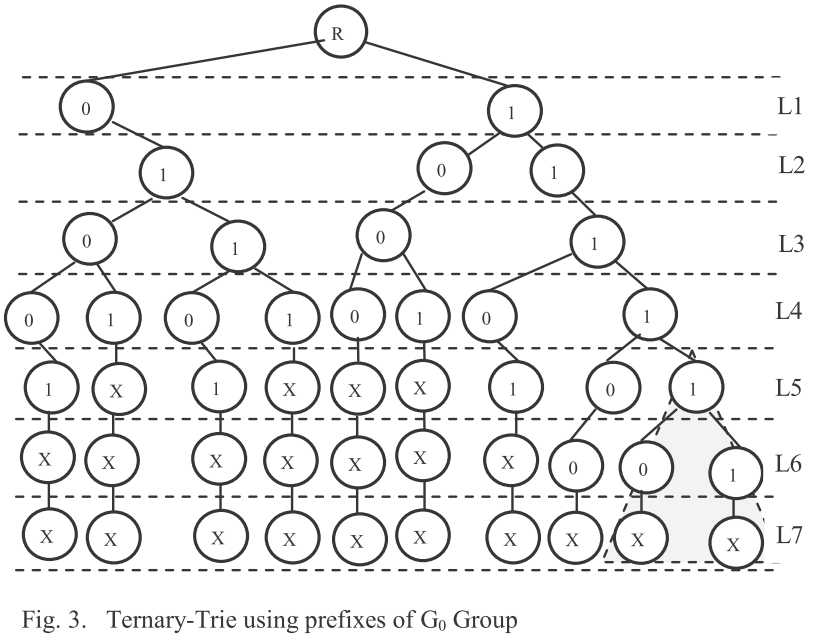 R
0 1 L1
1 0 1 L2
0 1 0 1 L3
0 1 0 1 0 1 0 1 L4
1 X 1 X X X 1 0 1 L5
X X X X X X X 0 0 1 L6
X X X X X X X X X X L7
Fig. 3. Ternary-Trie using prefixes of G₀ Group